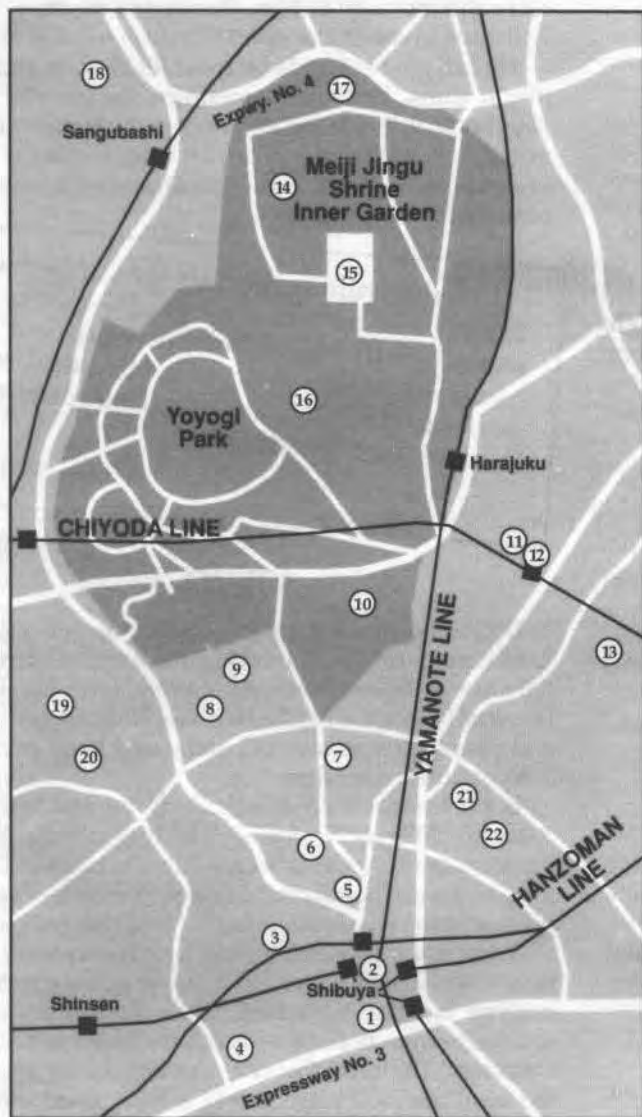 18
17
Expwy. No. 4
Sangubashi
14
Meiji Jingu
Shrine
Inner Garden
15
16
Yoyogi
Park
Harajuku
CHIYODA LINE
11
12
10
13
YAMANOTE LINE
9
8
19
20
7
21
22
6
HANZOMAN
LINE
5
3
2
Shibuya
Shinsen
1
4
Expressway No. 3